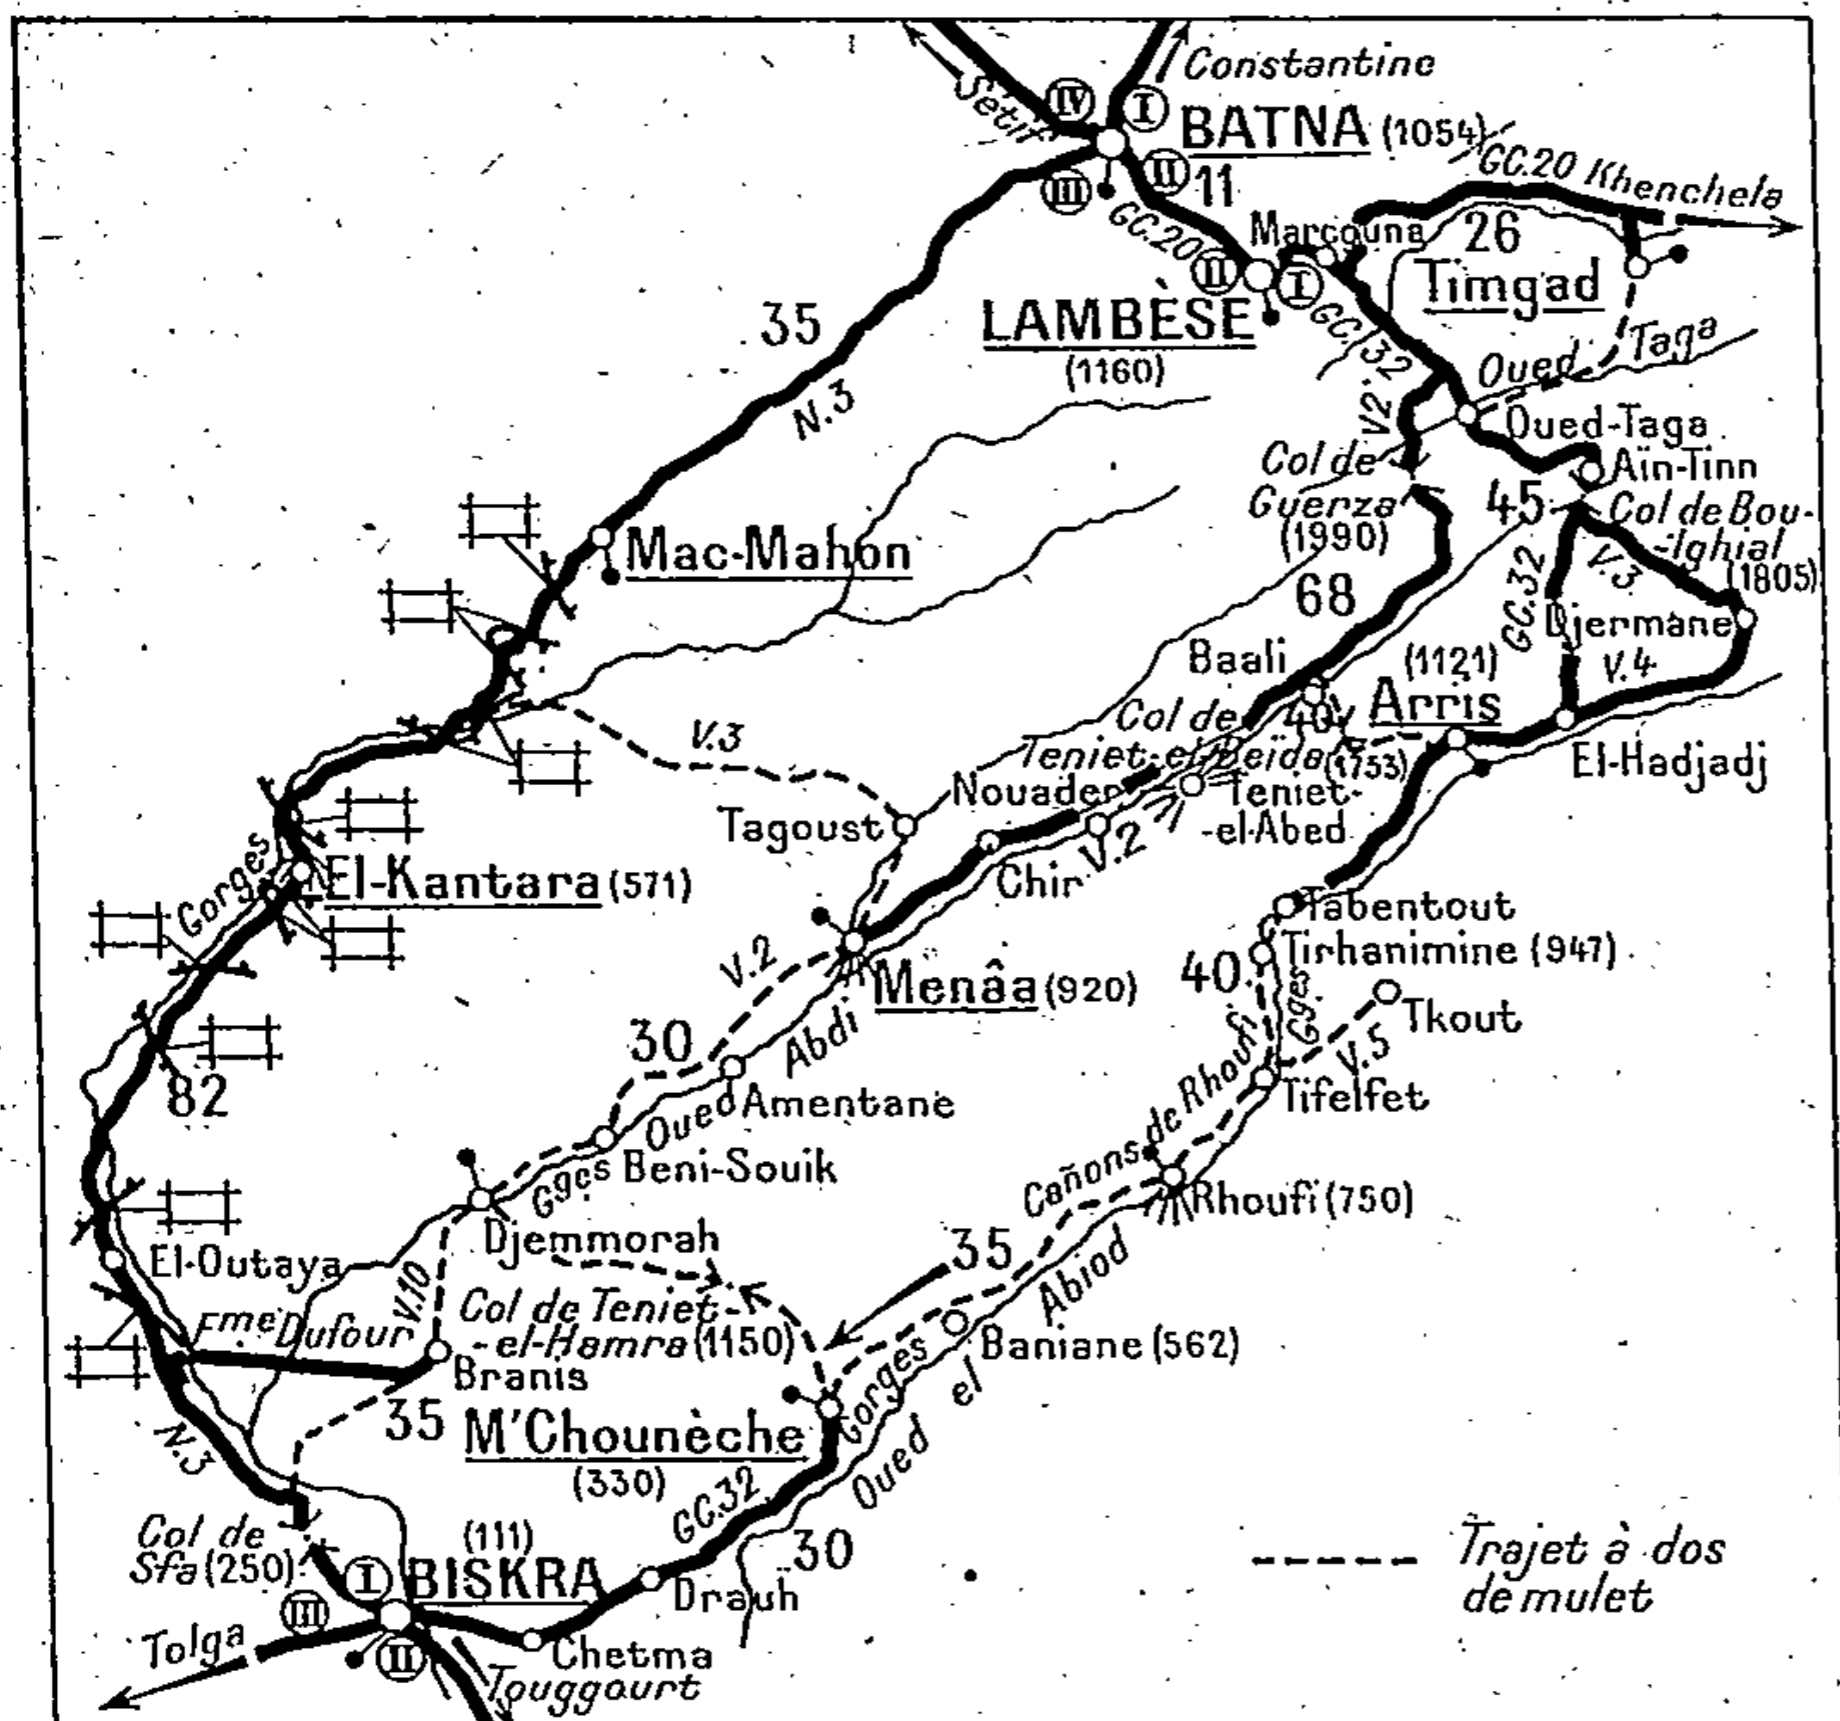 Constantine
Sétif
IV
I
BATNA (1054)
III
II
11
GC.20
GC.20 Khenchela
Marcouna
26
II
I
Timgad
LAMBÈSE
(1160)
GC.32
35
N.3
Oued Taga
V.2
Oued-Taga
Aïn-Tinn
Col de
Guerza
(1990)
45
Col de Bou-
-Ighial
(1805)
V.3
GC.32
Djermane
V.4
Mac-Mahon
68
Baali
(1121)
Arris
El-Hadjadj
Col de
Teniet-el-Beïda (1753)
40
V.3
Tagoust
Nouader
Teniet-
-el-Abed
Chir
V.2
Gorges
El-Kantara (571)
Tabentout
Tirhanimine (947)
40
Gges
Tkout
V.5
Tifelfet
V.2
Menâa (920)
30
Oued Abdi
Amentane
82
Gges
Beni-Souik
Cañons de Rhoufi
Rhoufi (750)
Djemmorah
El-Outaya
35
V.10
Col de Teniet-
-el-Hamra (1150)
Fme Dufour
Branis
Baniane (562)
Gorges
Oued el Abiod
35
M'Chounèche
(330)
N.3
GC.32
30
Col de
Sfa (250)
(111)
I
BISKRA
III
II
Drauh
Tolga
Chetma
Touggourt
Trajet à dos
de mulet